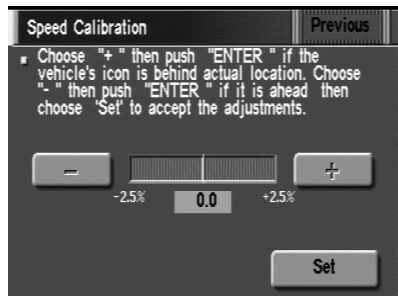 Speed Calibration
Previous
Choose "+ " then push "ENTER " if the
vehicle's icon is behind actual location. Choose
"- " then push "ENTER " if it is ahead then
choose 'Set' to accept the adjustments.
- +
-2.5% 0.0 +2.5%
Set